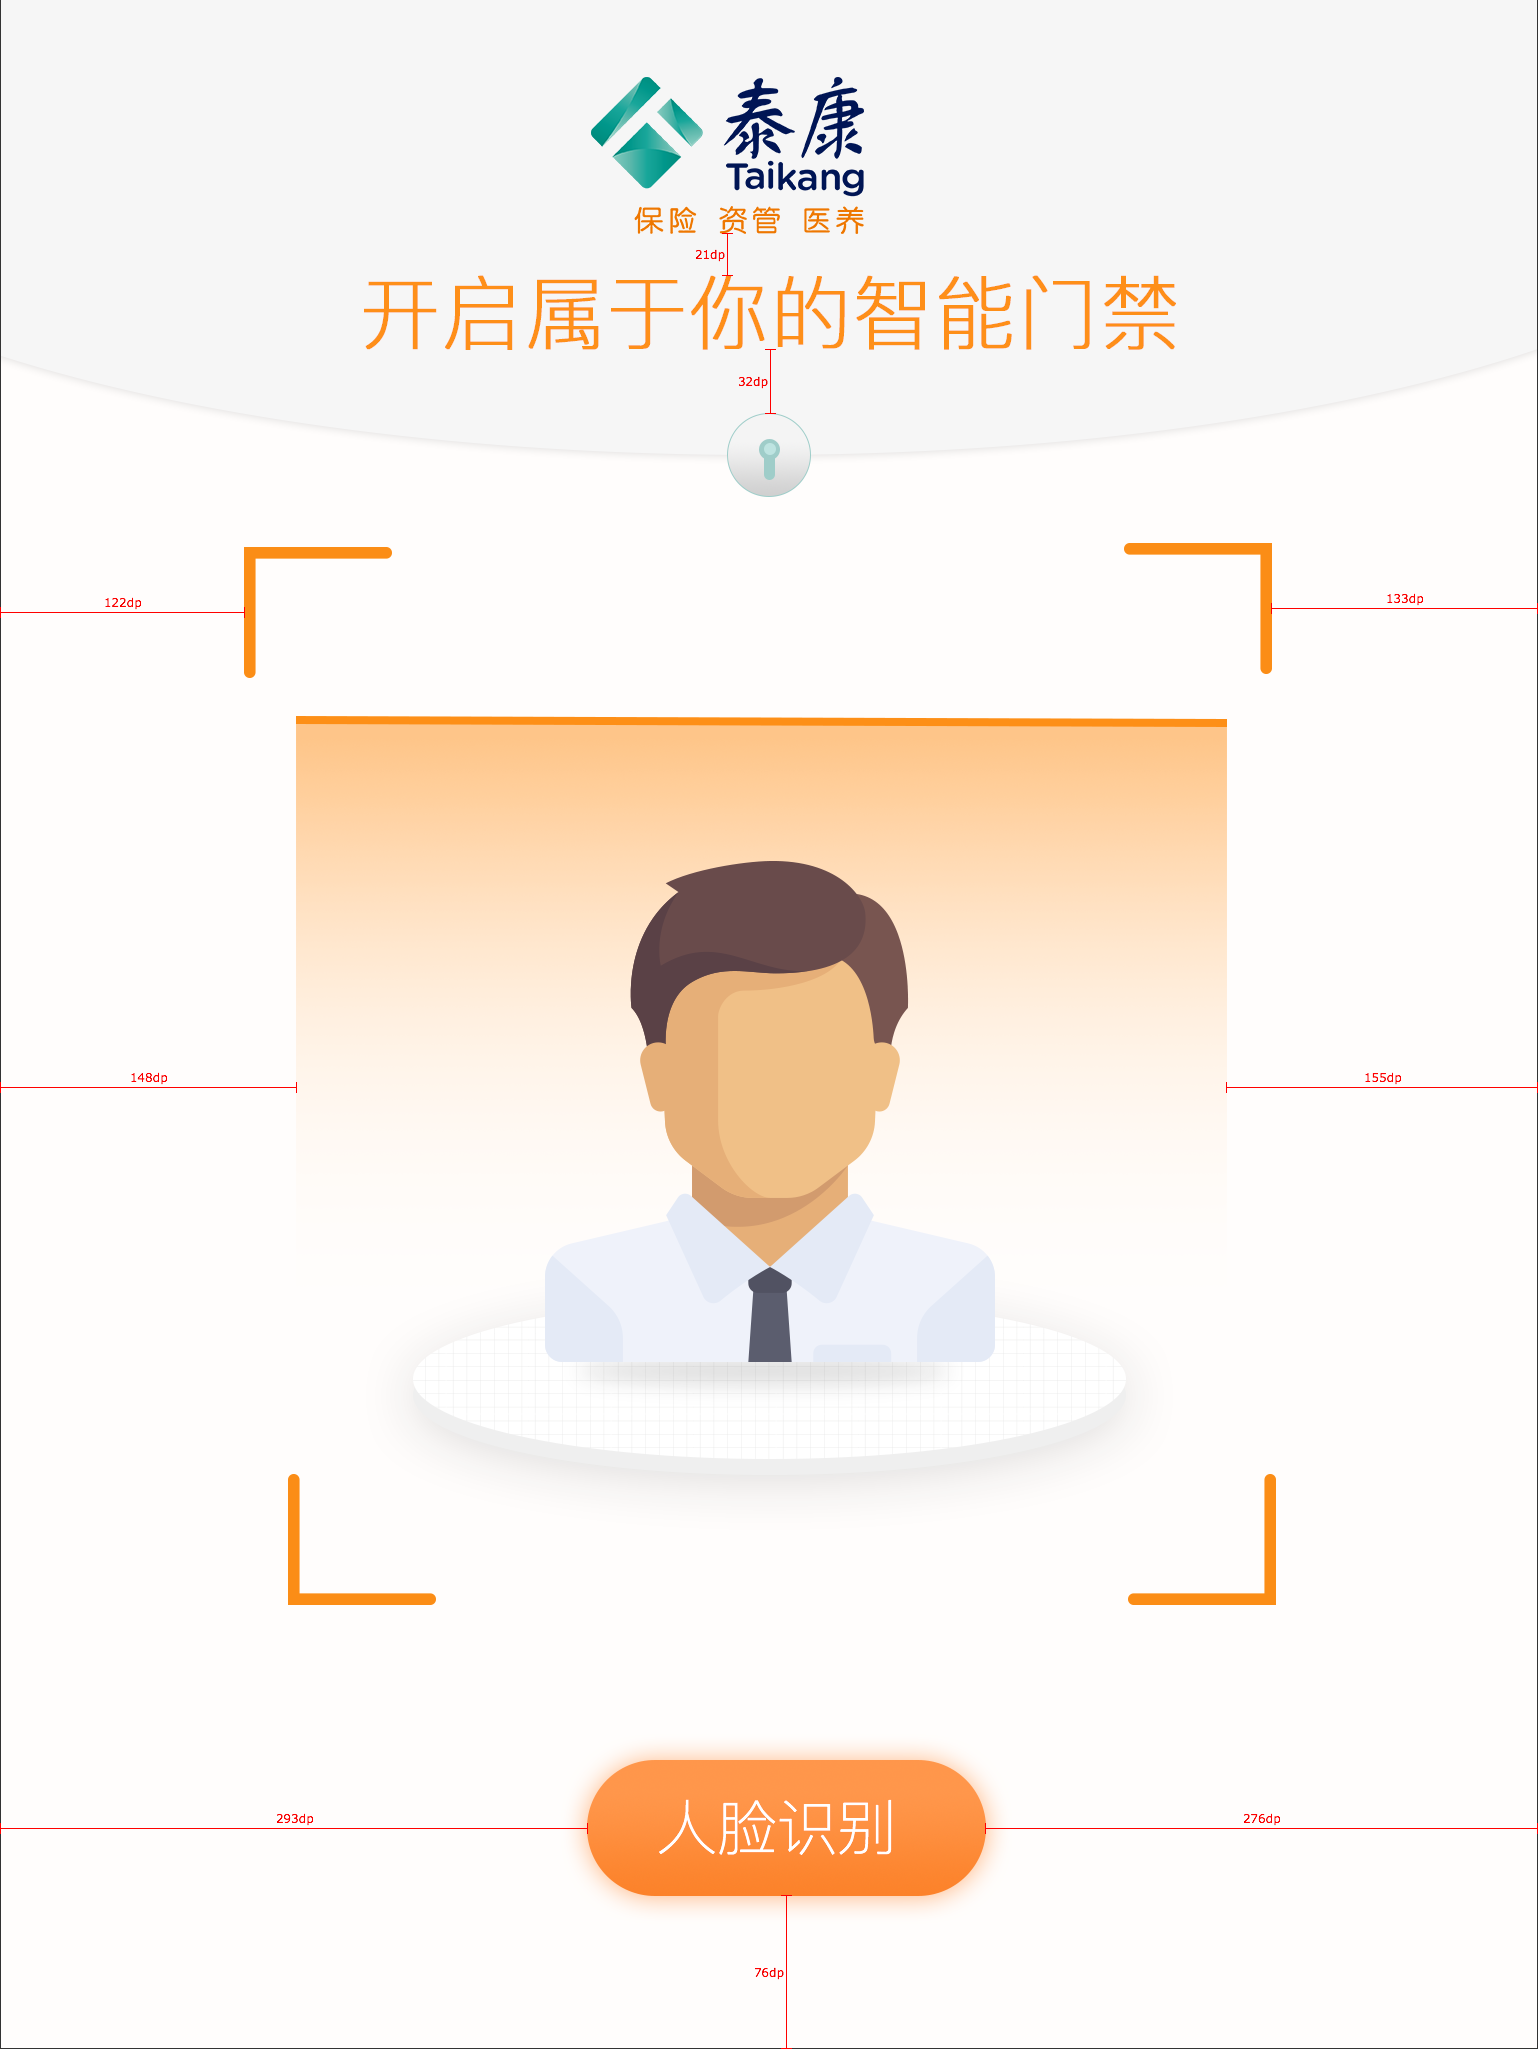 泰康
Taikang
保险 资管 医养
21dp
开启属于你的智能门禁
32dp
122dp
133dp
148dp
155dp
人脸识别
293dp
276dp
76dp